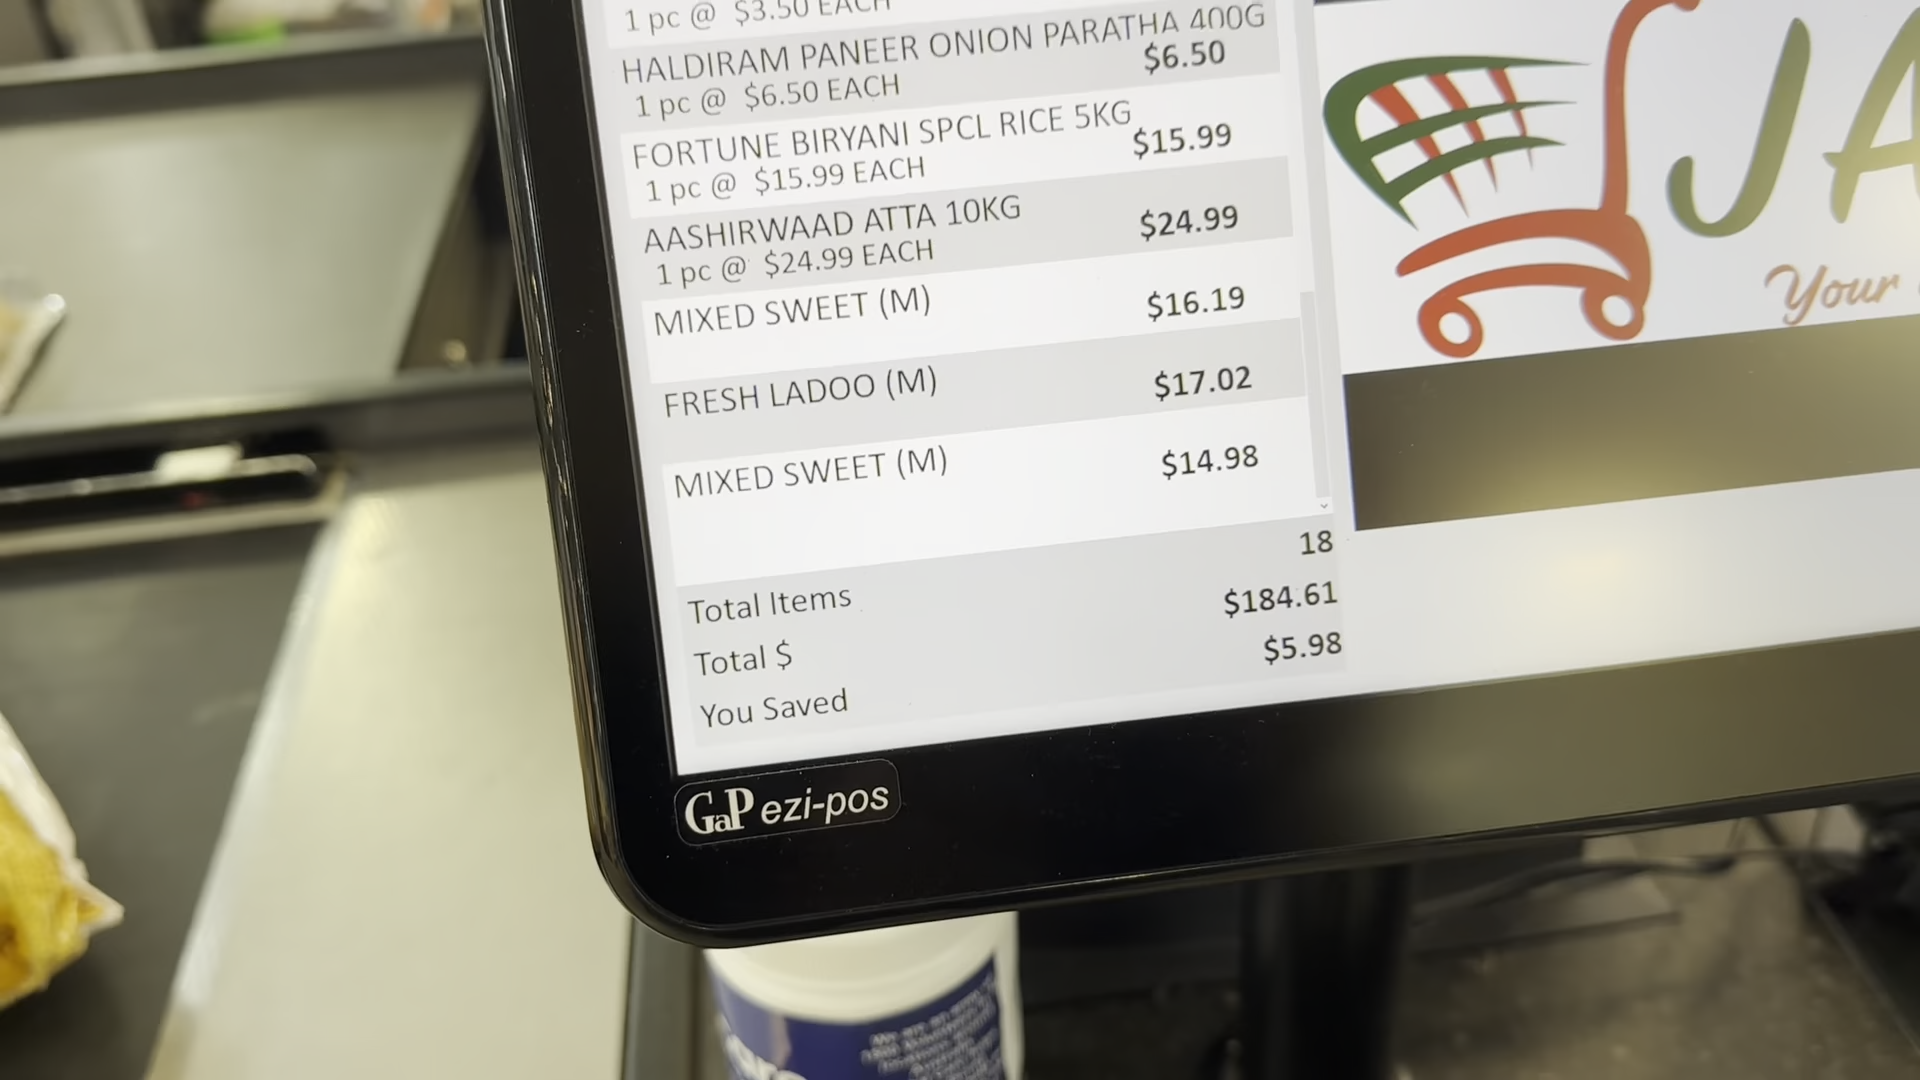 1 pc @ $3.50 EACH
HALDIRAM PANEER ONION PARATHA 400G
1 pc @ $6.50 EACH $6.50
FORTUNE BIRYANI SPCL RICE 5KG
1 pc @ $15.99 EACH $15.99
AASHIRWAAD ATTA 10KG $24.99
1 pc @ $24.99 EACH
MIXED SWEET (M) $16.19
FRESH LADOO (M) $17.02
MIXED SWEET (M) $14.98
Total Items 18
Total $ $184.61
You Saved $5.98
JA
Your
GaP ezi-pos